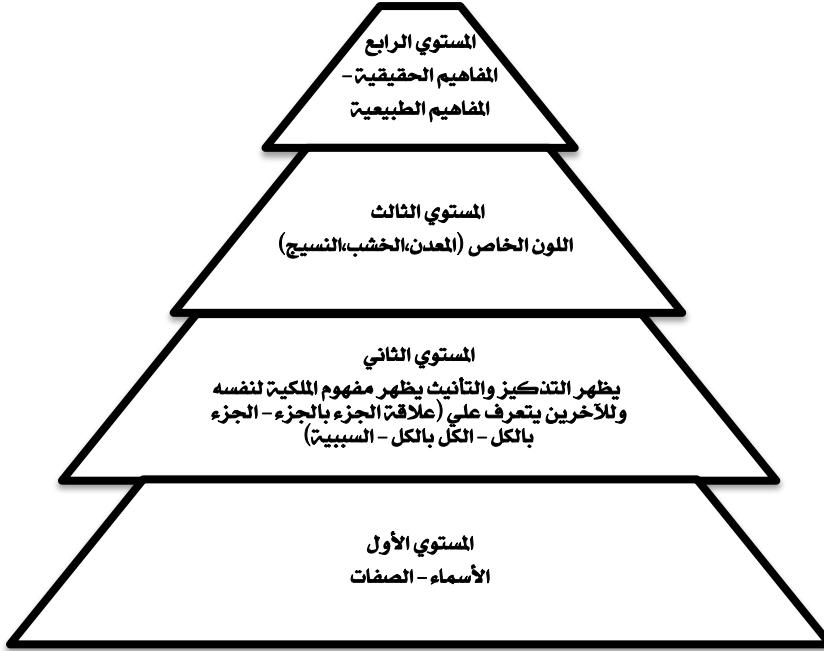 المستوي الرابع
المفاهيم الحقيقية –
المفاهيم الطبيعية
المستوي الثالث
اللون الخاص (المعدن،الخشب،النسيج)
المستوي الثاني
يظهر التذكيز والتأنيث يظهر مفهوم الملكية لنفسه
وللآخرين يتعرف علي (علاقة الجزء بالجزء – الجزء
بالكل – الكل بالكل – السببية)
المستوي الأول
الأسماء – الصفات